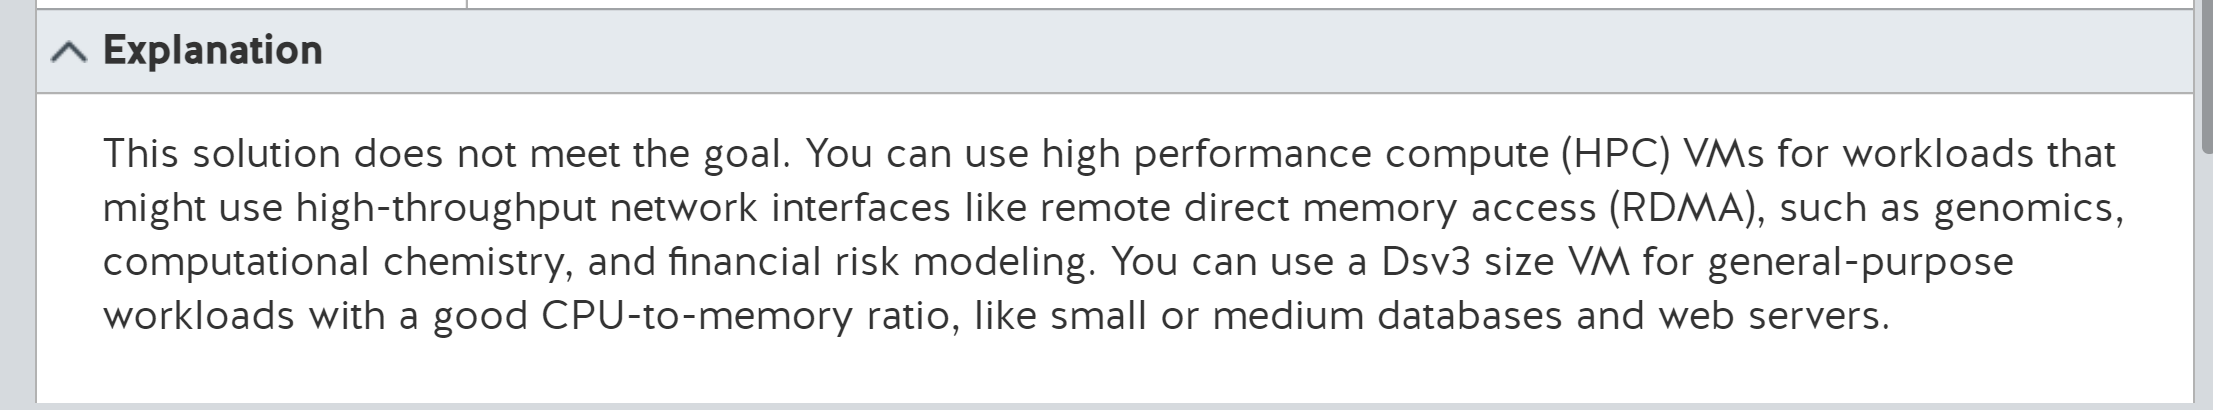 Explanation
This solution does not meet the goal. You can use high performance compute (HPC) VMs for workloads that
might use high-throughput network interfaces like remote direct memory access (RDMA), such as genomics,
computational chemistry, and financial risk modeling. You can use a Dsv3 size VM for general-purpose
workloads with a good CPU-to-memory ratio, like small or medium databases and web servers.